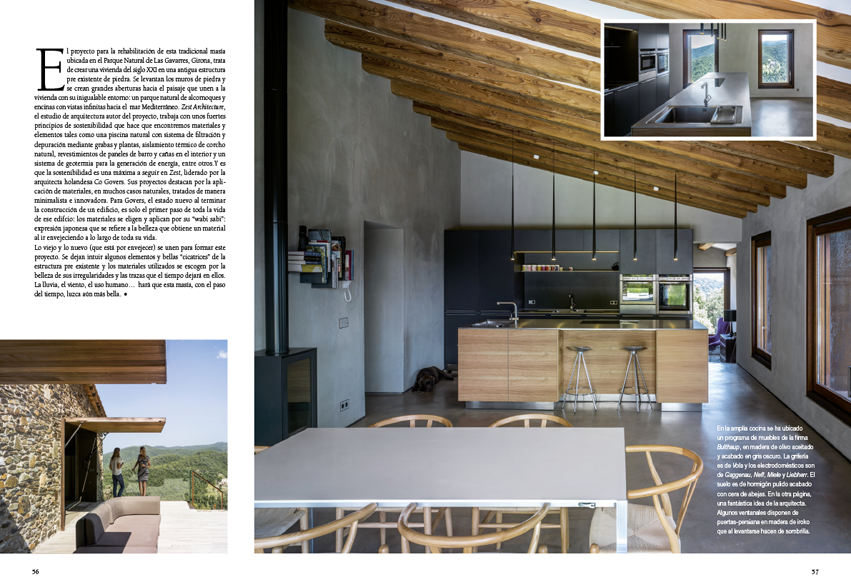 El proyecto para la rehabilitación de esta tradicional masía
ubicada en el Parque Natural de Las Gavarres, Girona, trata
de crear una vivienda del siglo XXI en una antigua estructura
pre existente de piedra. Se levantan los muros de piedra y
se crean grandes aberturas hacia el paisaje que unen a la
vivienda con su inigualable entorno: un parque natural de alcornoques y
encinas con vistas infinitas hacia el mar Mediterráneo. Zest Architecture,
el estudio de arquitectura autor del proyecto, trabaja con unos fuertes
principios de sostenibilidad que hace que encontremos materiales y
elementos tales como una piscina natural con sistema de filtración y
depuración mediante grabas y plantas, aislamiento térmico de corcho
natural, revestimientos de paneles de barro y cañas en el interior y un
sistema de geotermia para la generación de energía, entre otros.Y es
que la sostenibilidad es una máxima a seguir en Zest, liderado por la
arquitecta holandesa Co Govers. Sus proyectos destacan por la apli-
cación de materiales, en muchos casos naturales, tratados de manera
minimalista e innovadora. Para Govers, el estado nuevo al terminar
la construcción de un edificio, es solo el primer paso de toda la vida
de ese edificio: los materiales se eligen y aplican por su "wabi sabi":
expresión japonesa que se refiere a la belleza que obtiene un material
al ir envejeciendo a lo largo de toda su vida.
Lo viejo y lo nuevo (que está por envejecer) se unen para formar este
proyecto. Se dejan intuir algunos elementos y bellas "cicatrices" de la
estructura pre existente y los materiales utilizados se escogen por la
belleza de sus irregularidades y las trazas que el tiempo dejará en ellos.
La lluvia, el viento, el uso humano… hará que esta masía, con el paso
del tiempo, luzca aún más bella. •
En la amplia cocina se ha ubicado
un programa de muebles de la firma
Bulthaup, en madera de olivo aceitado
y acabado en gris oscuro. La grifería
es de Vola y los electrodomésticos son
de Gaggenau, Neff, Miele y Liebherr. El
suelo es de hormigón pulido acabado
con cera de abejas. En la otra página,
una fantástica idea de la arquitecta.
Algunos ventanales disponen de
puertas-persiana en madera de iroko
que al levantarse hacen de sombrilla.
56
57